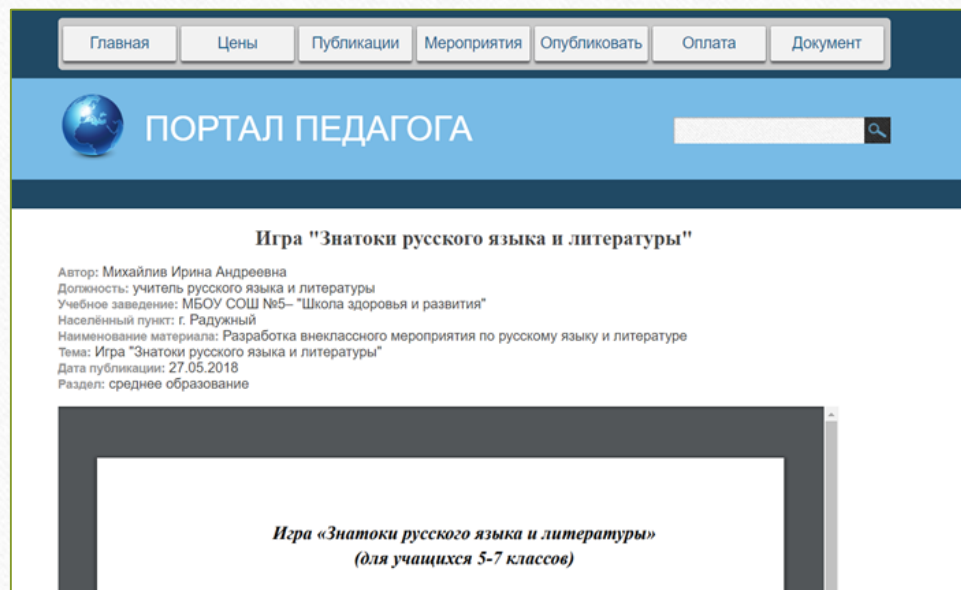 Главная Цены Публикации Мероприятия Опубликовать Оплата Документ
ПОРТАЛ ПЕДАГОГА
Игра "Знатоки русского языка и литературы"
Автор: Михайлив Ирина Андреевна
Должность: учитель русского языка и литературы
Учебное заведение: МБОУ СОШ №5– "Школа здоровья и развития"
Населённый пункт: г. Радужный
Наименование материала: Разработка внеклассного мероприятия по русскому языку и литературе
Тема: Игра "Знатоки русского языка и литературы"
Дата публикации: 27.05.2018
Раздел: среднее образование
Игра «Знатоки русского языка и литературы»
(для учащихся 5-7 классов)